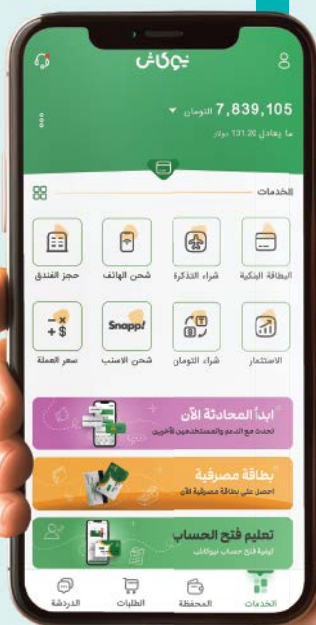 نيوكاش
7,839,105 التومان
ما يعادل 131.20 دولار
الخدمات
البطاقة البنكية
شراء التذكرة
شحن الهاتف
حجز الفندق
Snapp!
الاستثمار
شراء التومان
شحن الاسنب
سعر العملة
ابدأ المحادثة الآن
تحدث مع الدعم والمستخدمين الآخرين
بطاقة مصرفية
احصل على بطاقة مصرفية الآن
تعليم فتح الحساب
كيفية فتح حساب نيوكاش
الخدمات
المحفظة
الطلبات
الدردشة